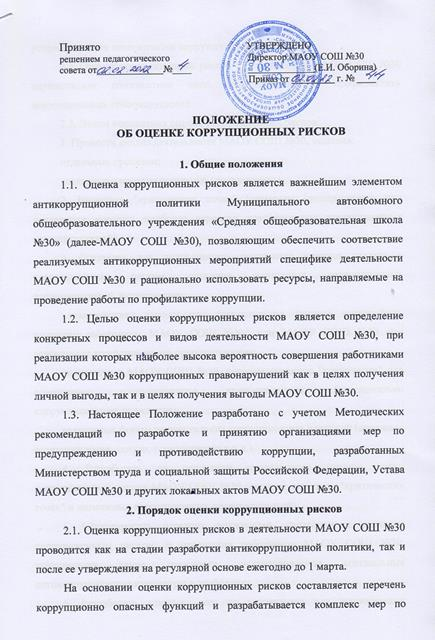 Принято
решением педагогического
совета от № 4
УТВЕРЖДЕНО
Директор МАОУ СОШ №30
(Е.И. Оборина)
Приказ от г. № 44
ПОЛОЖЕНИЕ
ОБ ОЦЕНКЕ КОРРУПЦИОННЫХ РИСКОВ
1. Общие положения
1.1. Оценка коррупционных рисков является важнейшим элементом
антикоррупционной политики Муниципального автономного
общеобразовательного учреждения «Средняя общеобразовательная школа
№30» (далее-МАОУ СОШ №30), позволяющим обеспечить соответствие
реализуемых антикоррупционных мероприятий специфике деятельности
МАОУ СОШ №30 и рационально использовать ресурсы, направляемые на
проведение работы по профилактике коррупции.
1.2. Целью оценки коррупционных рисков является определение
конкретных процессов и видов деятельности МАОУ СОШ №30, при
реализации которых наиболее высока вероятность совершения работниками
МАОУ СОШ №30 коррупционных правонарушений как в целях получения
личной выгоды, так и в целях получения выгоды МАОУ СОШ №30.
1.3. Настоящее Положение разработано с учетом Методических
рекомендаций по разработке и принятию организациями мер по
предупреждению и противодействию коррупции, разработанных
Министерством труда и социальной защиты Российской Федерации, Устава
МАОУ СОШ №30 и других локальных актов МАОУ СОШ №30.
2. Порядок оценки коррупционных рисков
2.1. Оценка коррупционных рисков в деятельности МАОУ СОШ №30
проводится как на стадии разработки антикоррупционной политики, так и
после ее утверждения на регулярной основе ежегодно до 1 марта.
На основании оценки коррупционных рисков составляется перечень
коррупционно опасных функций и разрабатывается комплекс мер по